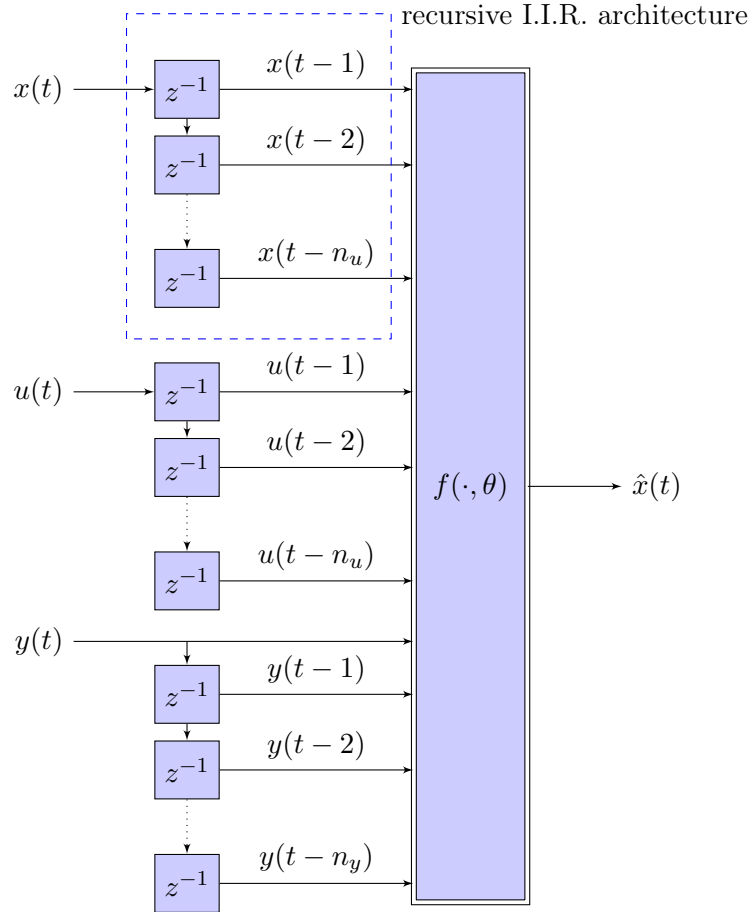 recursive I.I.R. architecture
x(t)
z⁻¹
x(t − 1)
z⁻¹
x(t − 2)
z⁻¹
x(t − n_u)
u(t)
z⁻¹
u(t − 1)
z⁻¹
u(t − 2)
z⁻¹
u(t − n_u)
f(·, θ)
x̂(t)
y(t)
z⁻¹
y(t − 1)
z⁻¹
y(t − 2)
z⁻¹
y(t − n_y)